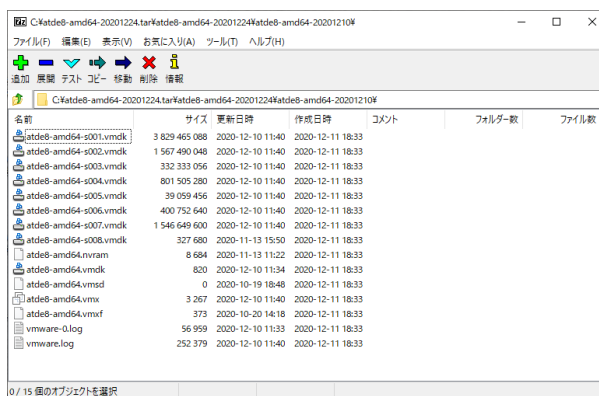 7z C:¥atde8-amd64-20201224.tar¥atde8-amd64-20201224¥atde8-amd64-20201210¥
ファイル(F) 編集(E) 表示(V) お気に入り(A) ツール(T) ヘルプ(H)
追加 展開 テスト コピー 移動 削除 情報
C:¥atde8-amd64-20201224.tar¥atde8-amd64-20201224¥atde8-amd64-20201210¥
名前 サイズ 更新日時 作成日時 コメント フォルダー数 ファイル数
atde8-amd64-s001.vmdk 3 829 465 088 2020-12-10 11:40 2020-12-11 18:33
atde8-amd64-s002.vmdk 1 567 490 048 2020-12-10 11:40 2020-12-11 18:33
atde8-amd64-s003.vmdk 332 333 056 2020-12-10 11:40 2020-12-11 18:33
atde8-amd64-s004.vmdk 801 505 280 2020-12-10 11:40 2020-12-11 18:33
atde8-amd64-s005.vmdk 39 059 456 2020-12-10 11:40 2020-12-11 18:33
atde8-amd64-s006.vmdk 400 752 640 2020-12-10 11:40 2020-12-11 18:33
atde8-amd64-s007.vmdk 1 546 649 600 2020-12-10 11:40 2020-12-11 18:33
atde8-amd64-s008.vmdk 327 680 2020-11-13 15:50 2020-12-11 18:33
atde8-amd64.nvram 8 684 2020-11-13 11:22 2020-12-11 18:33
atde8-amd64.vmdk 820 2020-12-10 11:34 2020-12-11 18:33
atde8-amd64.vmsd 0 2020-10-19 18:48 2020-12-11 18:33
atde8-amd64.vmx 3 267 2020-12-10 11:40 2020-12-11 18:33
atde8-amd64.vmxf 373 2020-10-20 14:18 2020-12-11 18:33
vmware-0.log 56 959 2020-12-10 11:33 2020-12-11 18:33
vmware.log 252 379 2020-12-10 11:40 2020-12-11 18:33
0 / 15 個のオブジェクトを選択